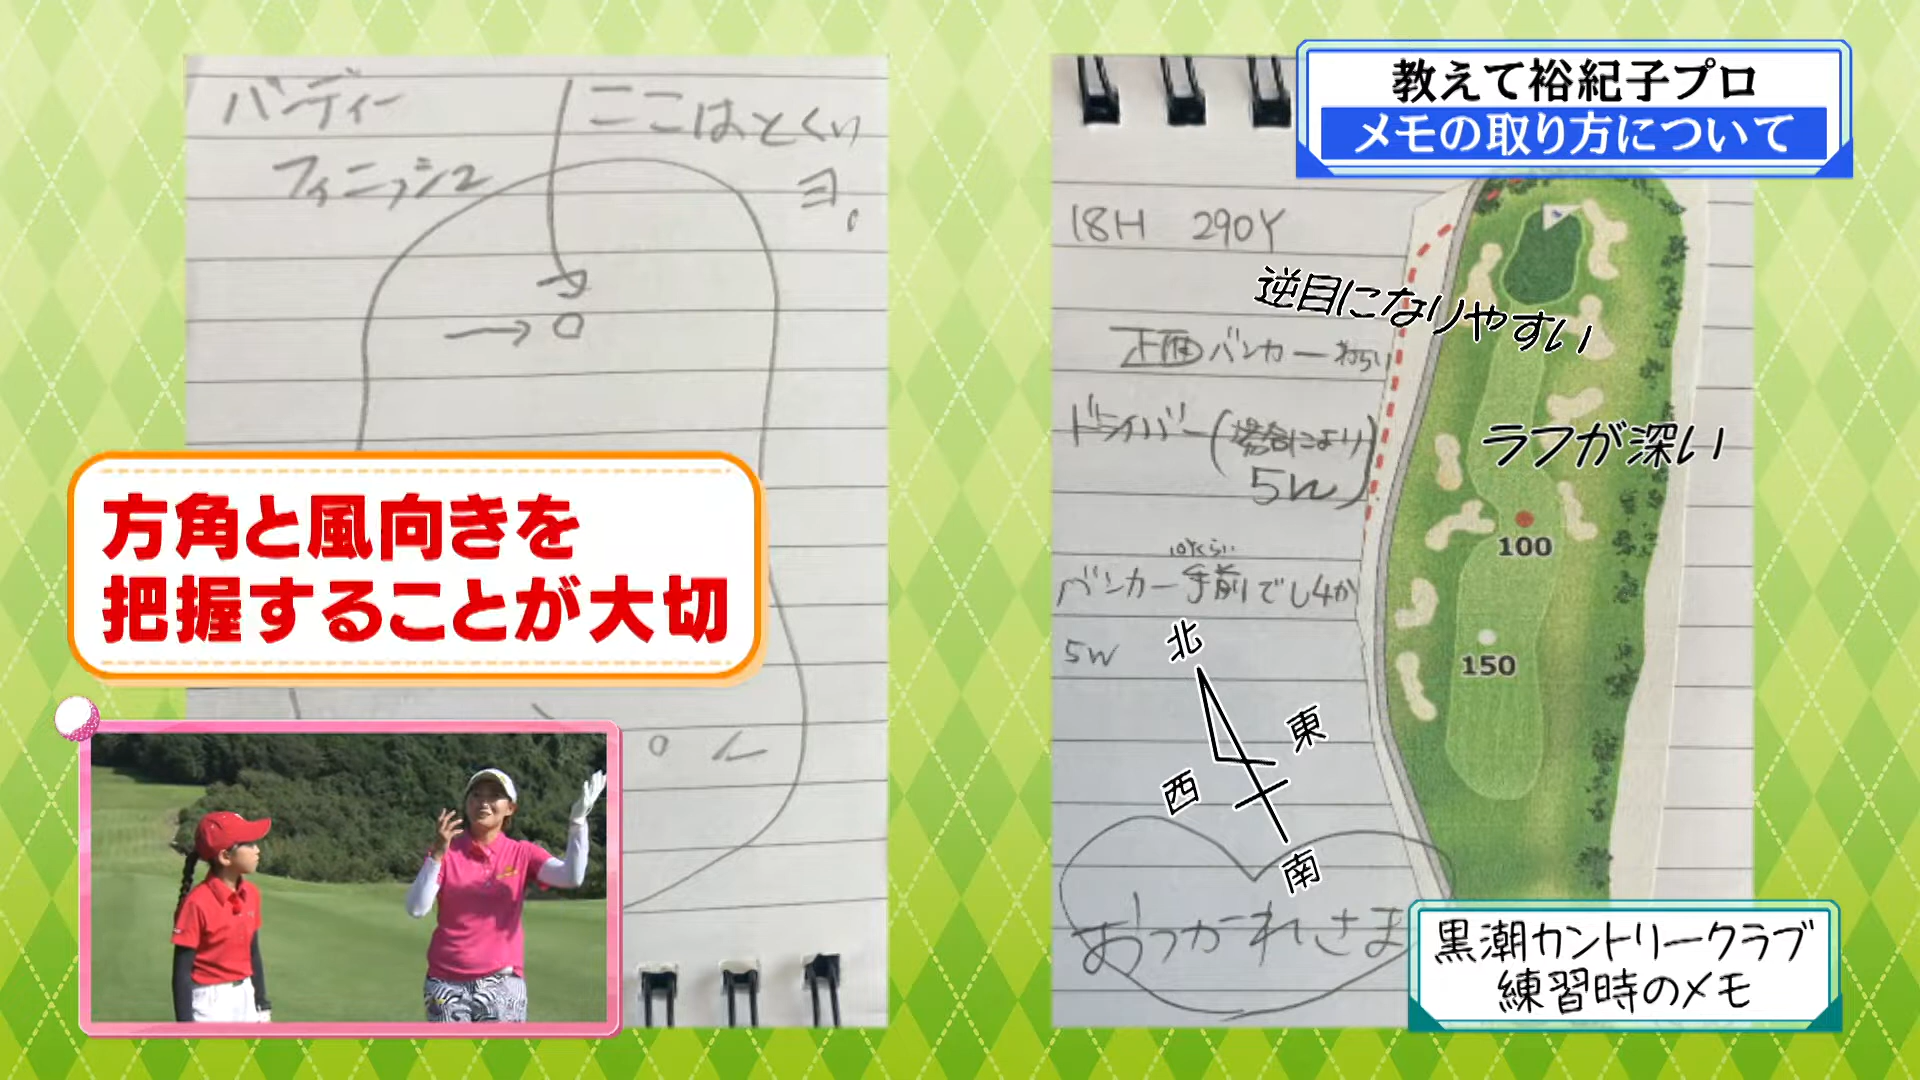 教えて裕紀子プロ
メモの取り方について
バーディー
フィニッシュ
ここはとくい
ヨ。
方角と風向きを
把握することが大切
18H 290Y
逆目になりやすい
正面バンカーねらい
ドライバー(場合により
5W)
ラフが深い
100
10Yくらい
バンカー手前でし4か
5W
150
北
東
西
南
おつかれさま
黒潮カントリークラブ
練習時のメモ